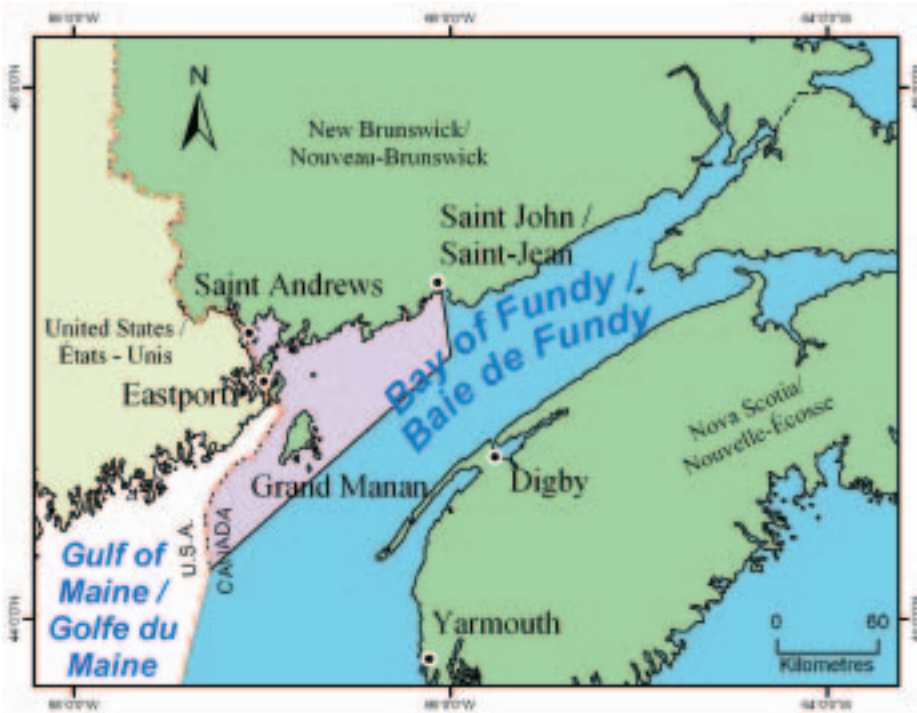 N
New Brunswick/
Nouveau-Brunswick
Saint John /
Saint-Jean
Saint Andrews
United States /
États - Unis
Eastport
Bay of Fundy /
Baie de Fundy
Nova Scotia/
Nouvelle-Écosse
Grand Manan
Digby
U.S.A.
CANADA
Gulf of
Maine /
Golfe du
Maine
Yarmouth
0 60
Kilometres